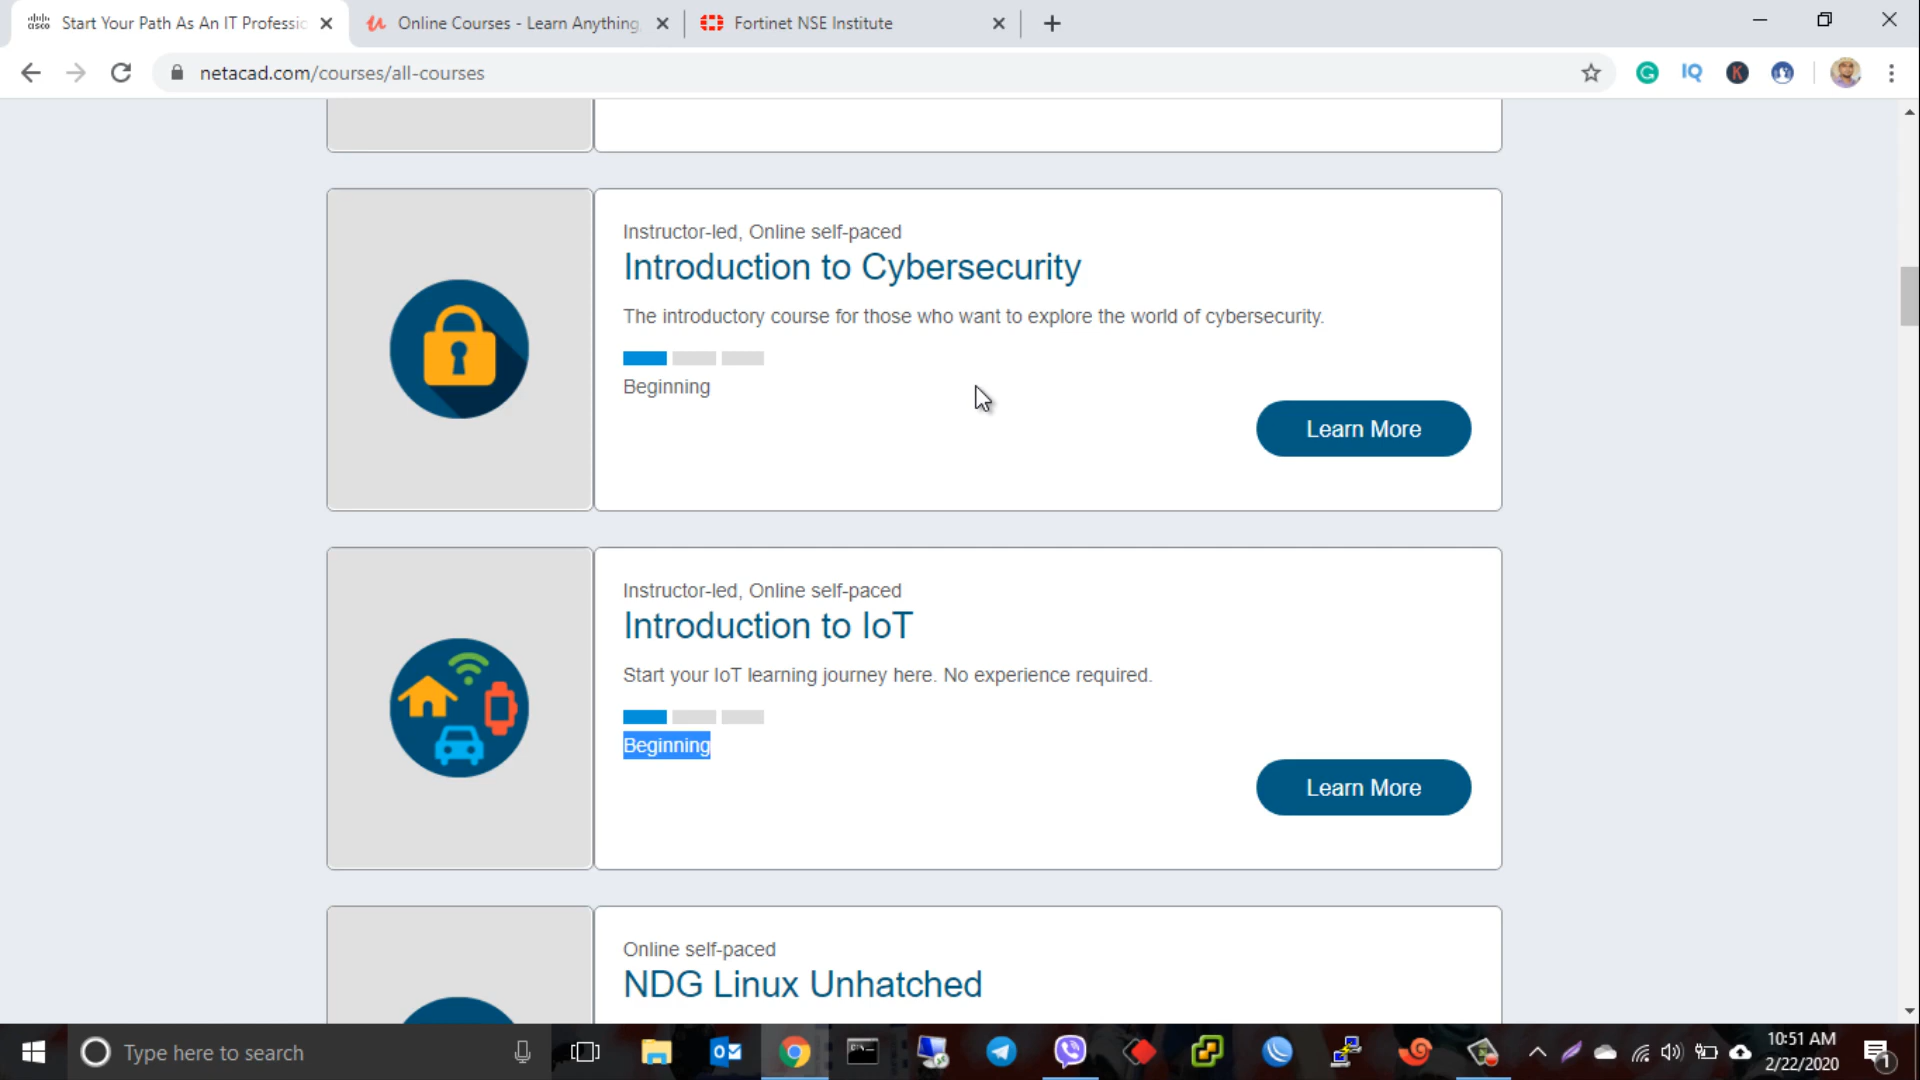 Start Your Path As An IT Professio
Online Courses - Learn Anything,
Fortinet NSE Institute
netacad.com/courses/all-courses
Instructor-led, Online self-paced
Introduction to Cybersecurity
The introductory course for those who want to explore the world of cybersecurity.
Beginning
Learn More
Instructor-led, Online self-paced
Introduction to IoT
Start your IoT learning journey here. No experience required.
Beginning
Learn More
Online self-paced
NDG Linux Unhatched
Type here to search
10:51 AM
2/22/2020
1